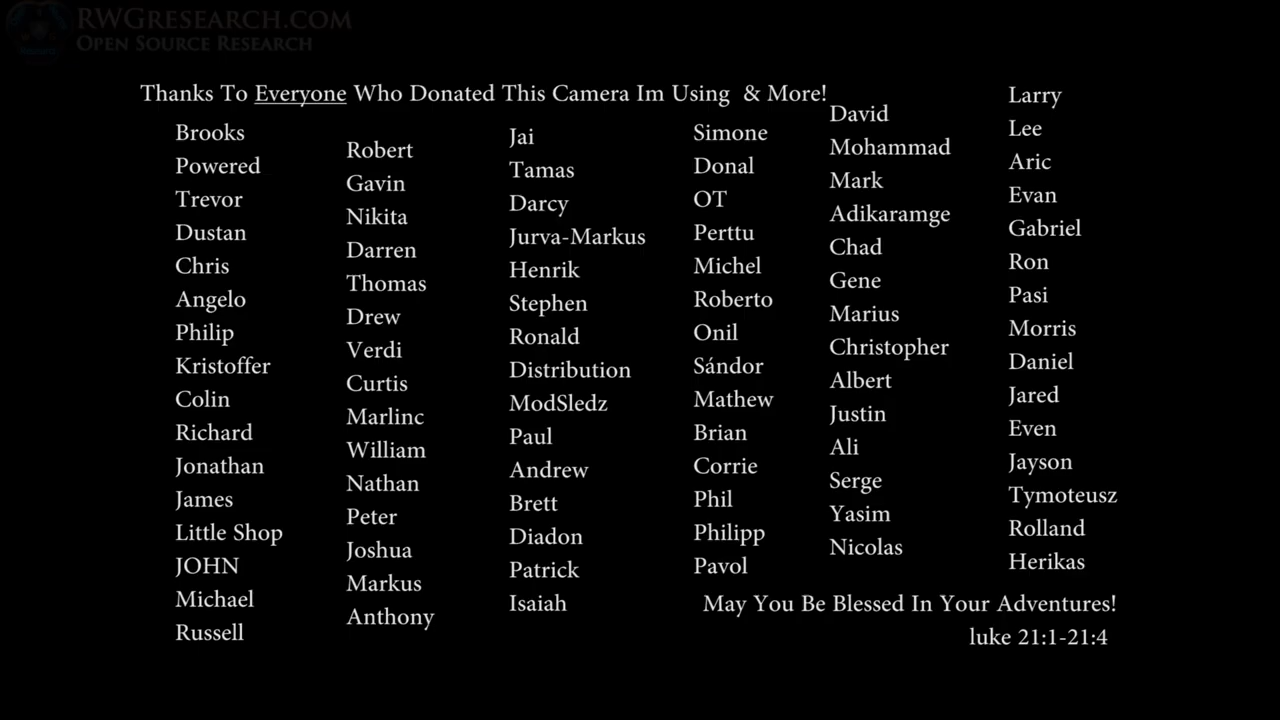 RWGresearch.com
Open Source Research
Thanks To Everyone Who Donated This Camera Im Using & More!
Brooks
Powered
Trevor
Dustan
Chris
Angelo
Philip
Kristoffer
Colin
Richard
Jonathan
James
Little Shop
JOHN
Michael
Russell
Robert
Gavin
Nikita
Darren
Thomas
Drew
Verdi
Curtis
Marlinc
William
Nathan
Peter
Joshua
Markus
Anthony
Jai
Tamas
Darcy
Jurva-Markus
Henrik
Stephen
Ronald
Distribution
ModSledz
Paul
Andrew
Brett
Diadon
Patrick
Isaiah
Simone
Donal
OT
Perttu
Michel
Roberto
Onil
Sándor
Mathew
Brian
Corrie
Phil
Philipp
Pavol
David
Mohammad
Mark
Adikaramge
Chad
Gene
Marius
Christopher
Albert
Justin
Ali
Serge
Yasim
Nicolas
Larry
Lee
Aric
Evan
Gabriel
Ron
Pasi
Morris
Daniel
Jared
Even
Jayson
Tymoteusz
Rolland
Herikas
May You Be Blessed In Your Adventures!
luke 21:1-21:4